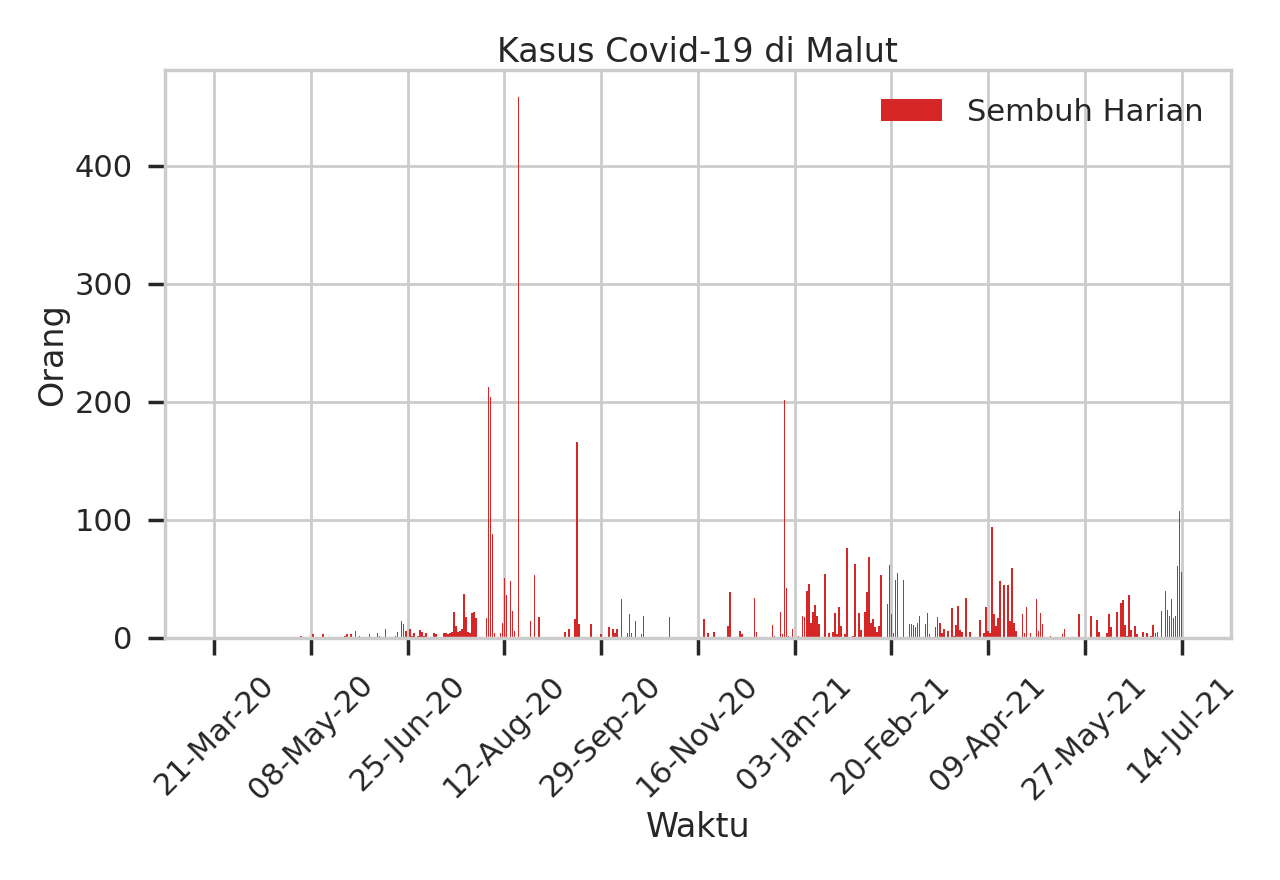 Kasus Covid-19 di Malut
Sembuh Harian
Orang
400
300
200
100
0
21-Mar-20
08-May-20
25-Jun-20
12-Aug-20
29-Sep-20
16-Nov-20
03-Jan-21
20-Feb-21
09-Apr-21
27-May-21
14-Jul-21
Waktu